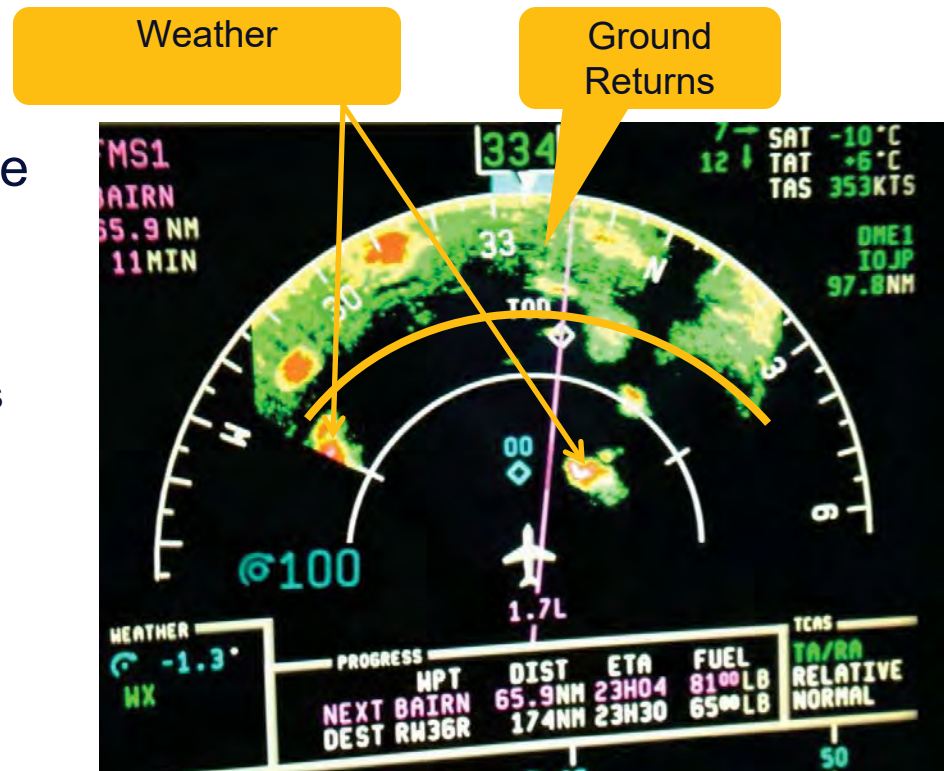 Weather
Ground
Returns
e
s
FMS1
BAIRN
65.9 NM
11MIN
334
7→ SAT -10°C
12↓ TAT +6°C
TAS 353KTS
DME1
IOJP
97.8NM
33
30
N
TOD
3
W
6
00
100
1.7L
WEATHER
-1.3°
WX
PROGRESS
WPT DIST ETA FUEL
NEXT BAIRN 65.9NM 23H04 8100LB
DEST RW36R 174NM 23H30 6500LB
TCAS
TA/RA
RELATIVE
NORMAL
50